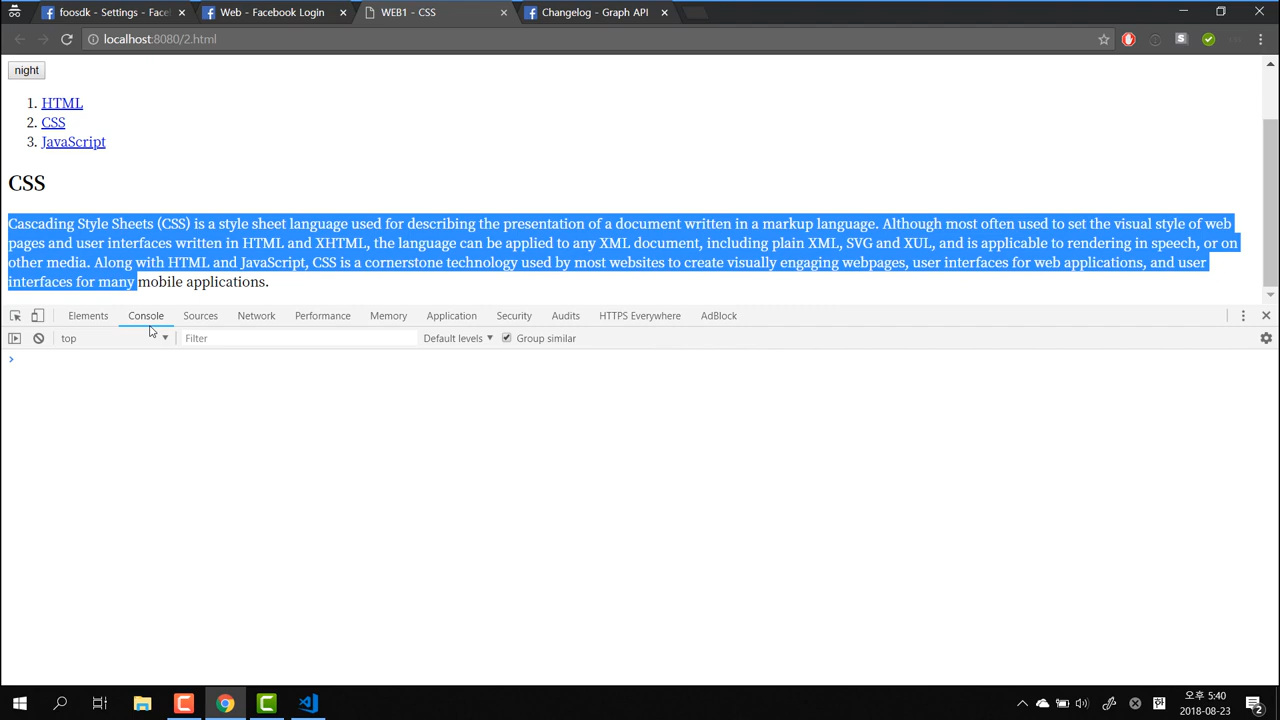 foosdk - Settings - Face
Web - Facebook Login
WEB1 - CSS
Changelog - Graph API
localhost:8080/2.html
night
1. HTML
2. CSS
3. JavaScript
CSS
Cascading Style Sheets (CSS) is a style sheet language used for describing the presentation of a document written in a markup language. Although most often used to set the visual style of web
pages and user interfaces written in HTML and XHTML, the language can be applied to any XML document, including plain XML, SVG and XUL, and is applicable to rendering in speech, or on
other media. Along with HTML and JavaScript, CSS is a cornerstone technology used by most websites to create visually engaging webpages, user interfaces for web applications, and user
interfaces for many mobile applications.
Elements Console Sources Network Performance Memory Application Security Audits HTTPS Everywhere AdBlock
top Filter Default levels Group similar
오후 5:40
2018-08-23
2